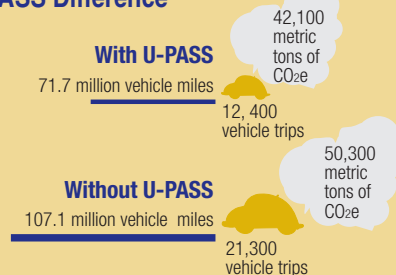 ASS Difference
With U-PASS
71.7 million vehicle miles
42,100
metric
tons of
CO2e
12, 400
vehicle trips
Without U-PASS
107.1 million vehicle  miles
50,300
metric
tons of
CO2e
21,300
vehicle trips